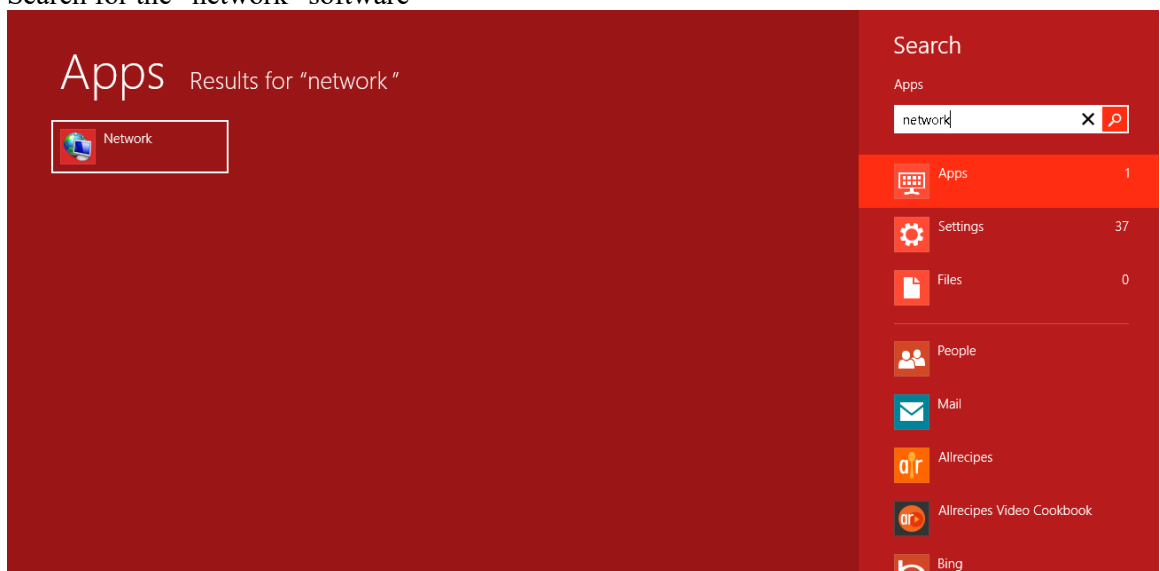 Search for the "network" software
Apps Results for “network ”
Network
Search
Apps
network
Apps 1
Settings 37
Files 0
People
Mail
Allrecipes
Allrecipes Video Cookbook
Bing